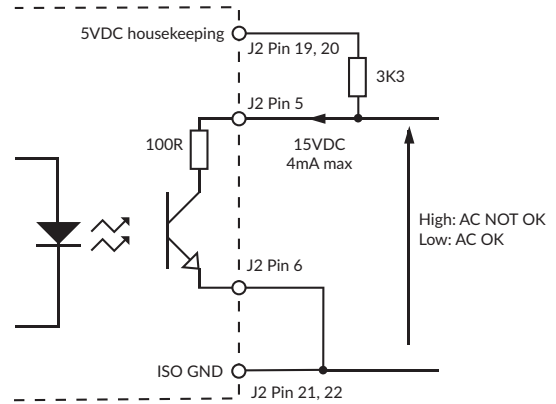 5VDC housekeeping
J2 Pin 19, 20
3K3
J2 Pin 5
100R
15VDC
4mA max
High: AC NOT OK
Low: AC OK
J2 Pin 6
ISO GND
J2 Pin 21, 22